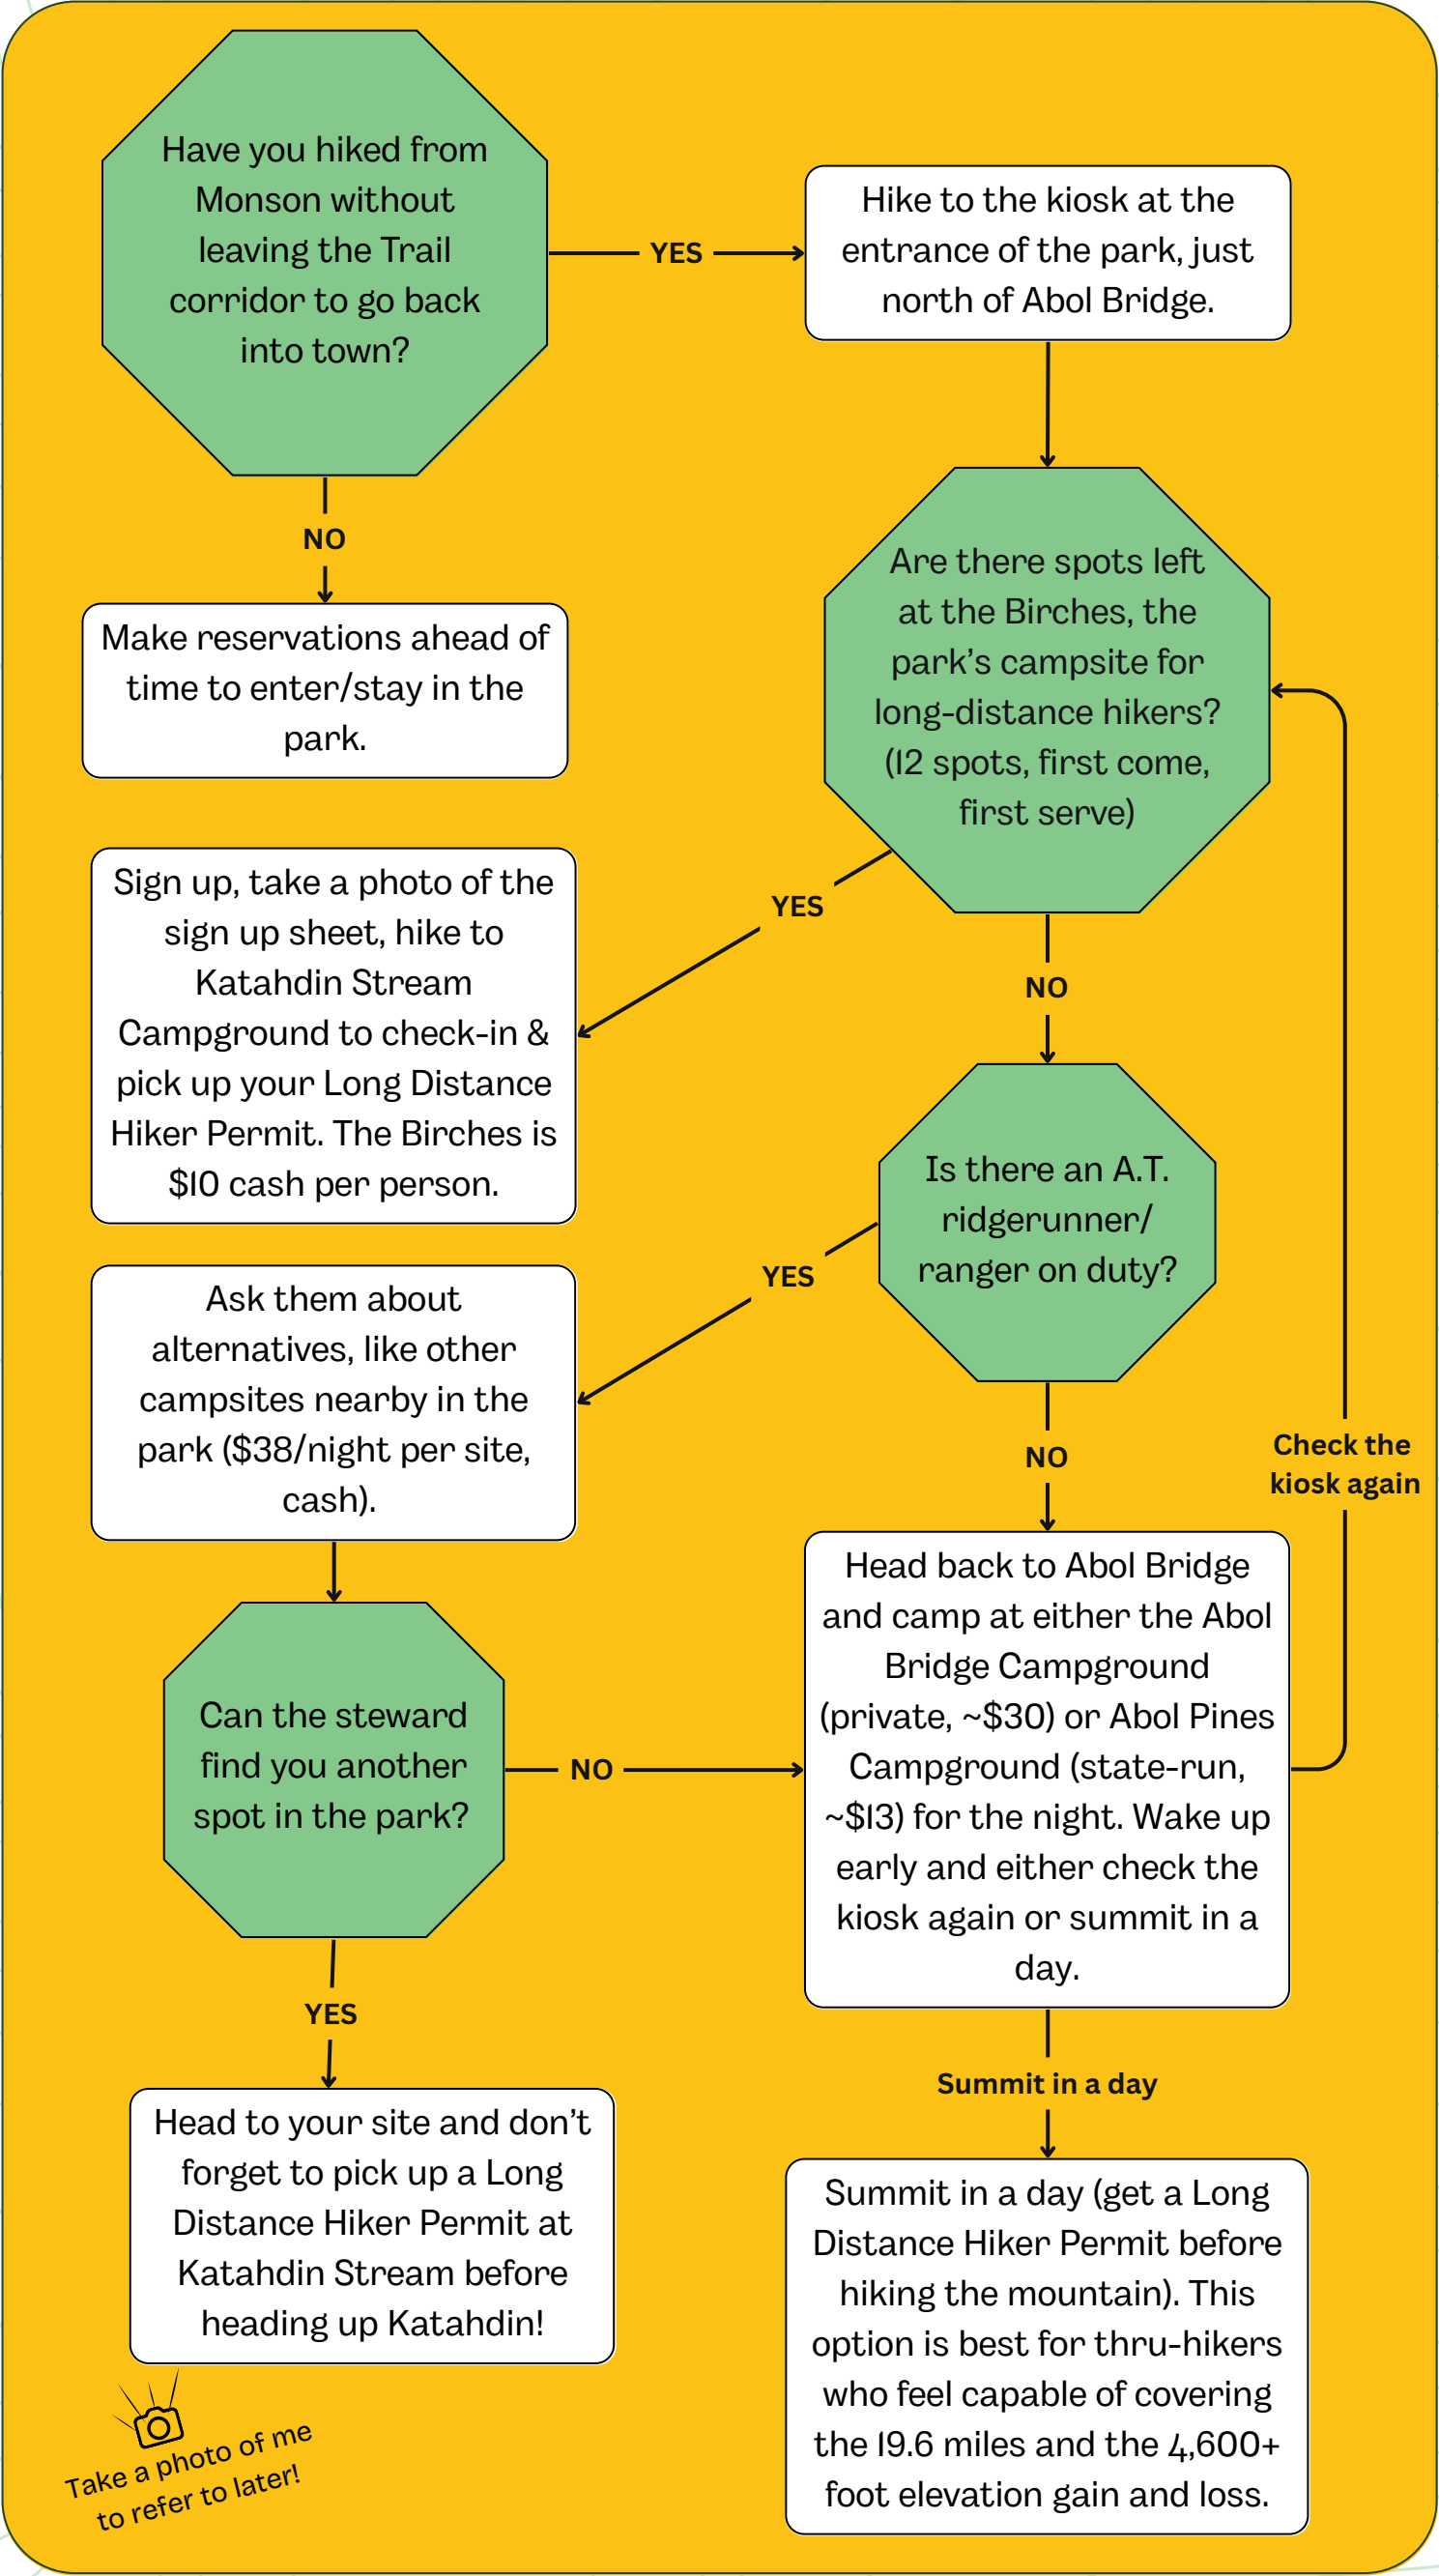 Have you hiked from
Monson without
leaving the Trail
corridor to go back
into town?
YES
Hike to the kiosk at the
entrance of the park, just
north of Abol Bridge.
NO
Make reservations ahead of
time to enter/stay in the
park.
Are there spots left
at the Birches, the
park's campsite for
long-distance hikers?
(12 spots, first come,
first serve)
YES
Sign up, take a photo of the
sign up sheet, hike to
Katahdin Stream
Campground to check-in &
pick up your Long Distance
Hiker Permit. The Birches is
$10 cash per person.
NO
Is there an A.T.
ridgerunner/
ranger on duty?
YES
Ask them about
alternatives, like other
campsites nearby in the
park ($38/night per site,
cash).
NO
Check the
kiosk again
Head back to Abol Bridge
and camp at either the Abol
Bridge Campground
(private, ~$30) or Abol Pines
Campground (state-run,
~$13) for the night. Wake up
early and either check the
kiosk again or summit in a
day.
Can the steward
find you another
spot in the park?
NO
YES
Head to your site and don't
forget to pick up a Long
Distance Hiker Permit at
Katahdin Stream before
heading up Katahdin!
Summit in a day
Summit in a day (get a Long
Distance Hiker Permit before
hiking the mountain). This
option is best for thru-hikers
who feel capable of covering
the 19.6 miles and the 4,600+
foot elevation gain and loss.
Take a photo of me
to refer to later!